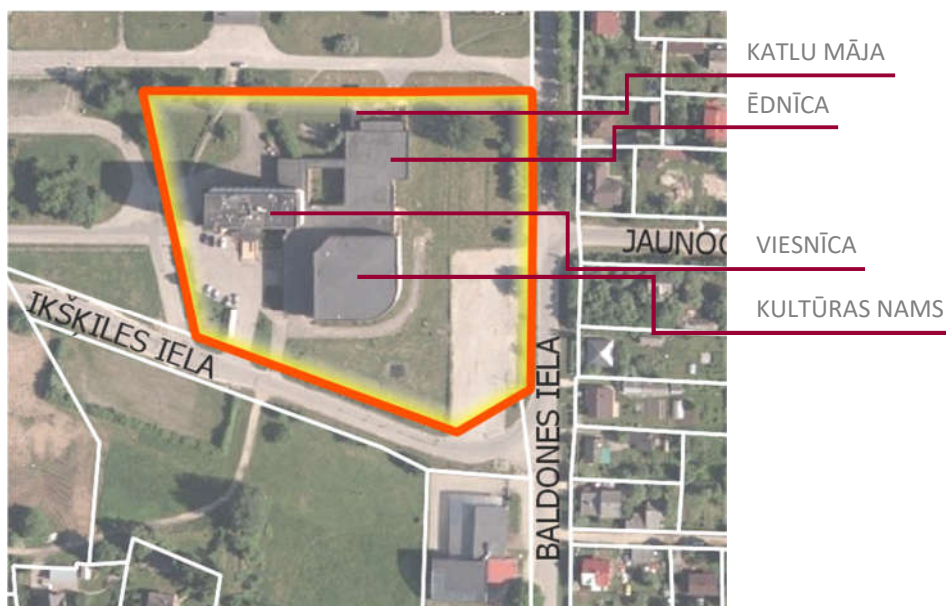 KATLU MĀJA
ĒDNĪCA
JAUNOG
VIESNĪCA
KULTŪRAS NAMS
IKŠĶILES IELA
BALDONES IELA